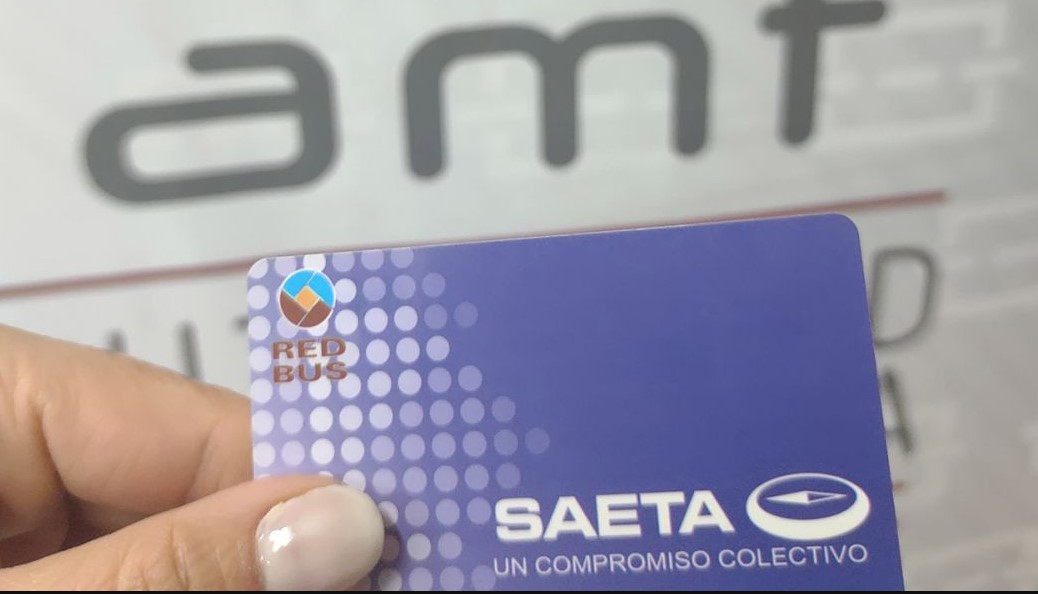 amt
RED
BUS
SAETA
UN COMPROMISO COLECTIVO